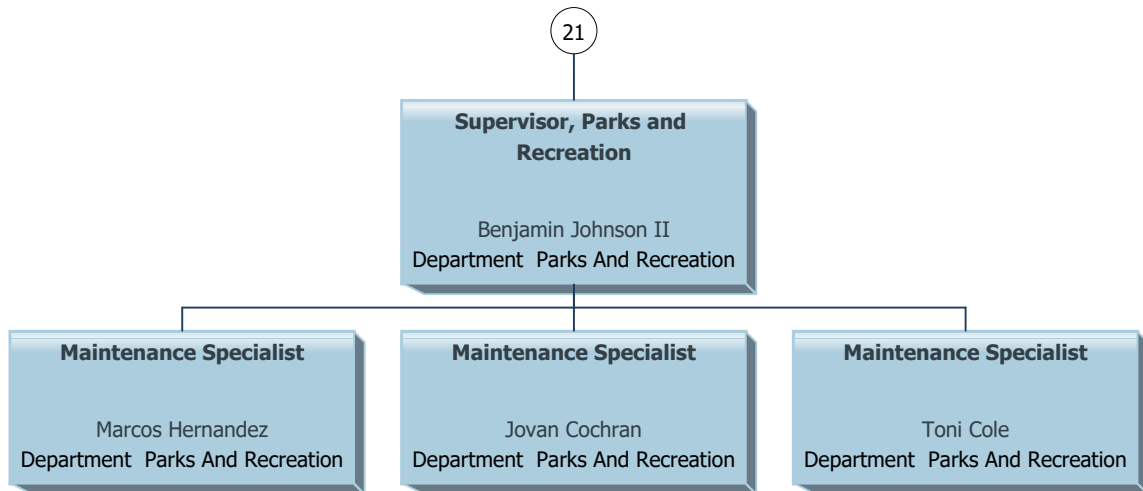 21
Supervisor, Parks and
Recreation
Benjamin Johnson II
Department  Parks And Recreation
Maintenance Specialist
Marcos Hernandez
Department  Parks And Recreation
Maintenance Specialist
Jovan Cochran
Department  Parks And Recreation
Maintenance Specialist
Toni Cole
Department  Parks And Recreation